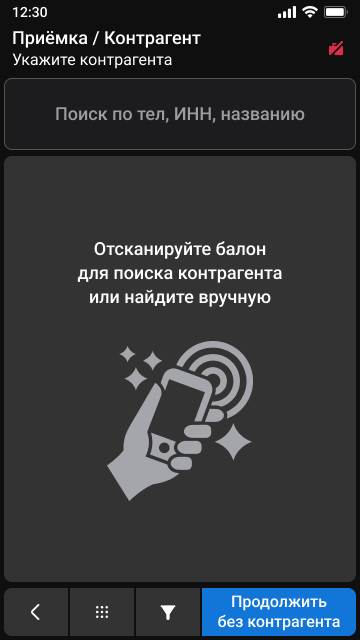 12:30
Приёмка / Контрагент
Укажите контрагента
Поиск по тел, ИНН, названию
Отсканируйте балон
для поиска контрагента
или найдите вручную
Продолжить
без контрагента